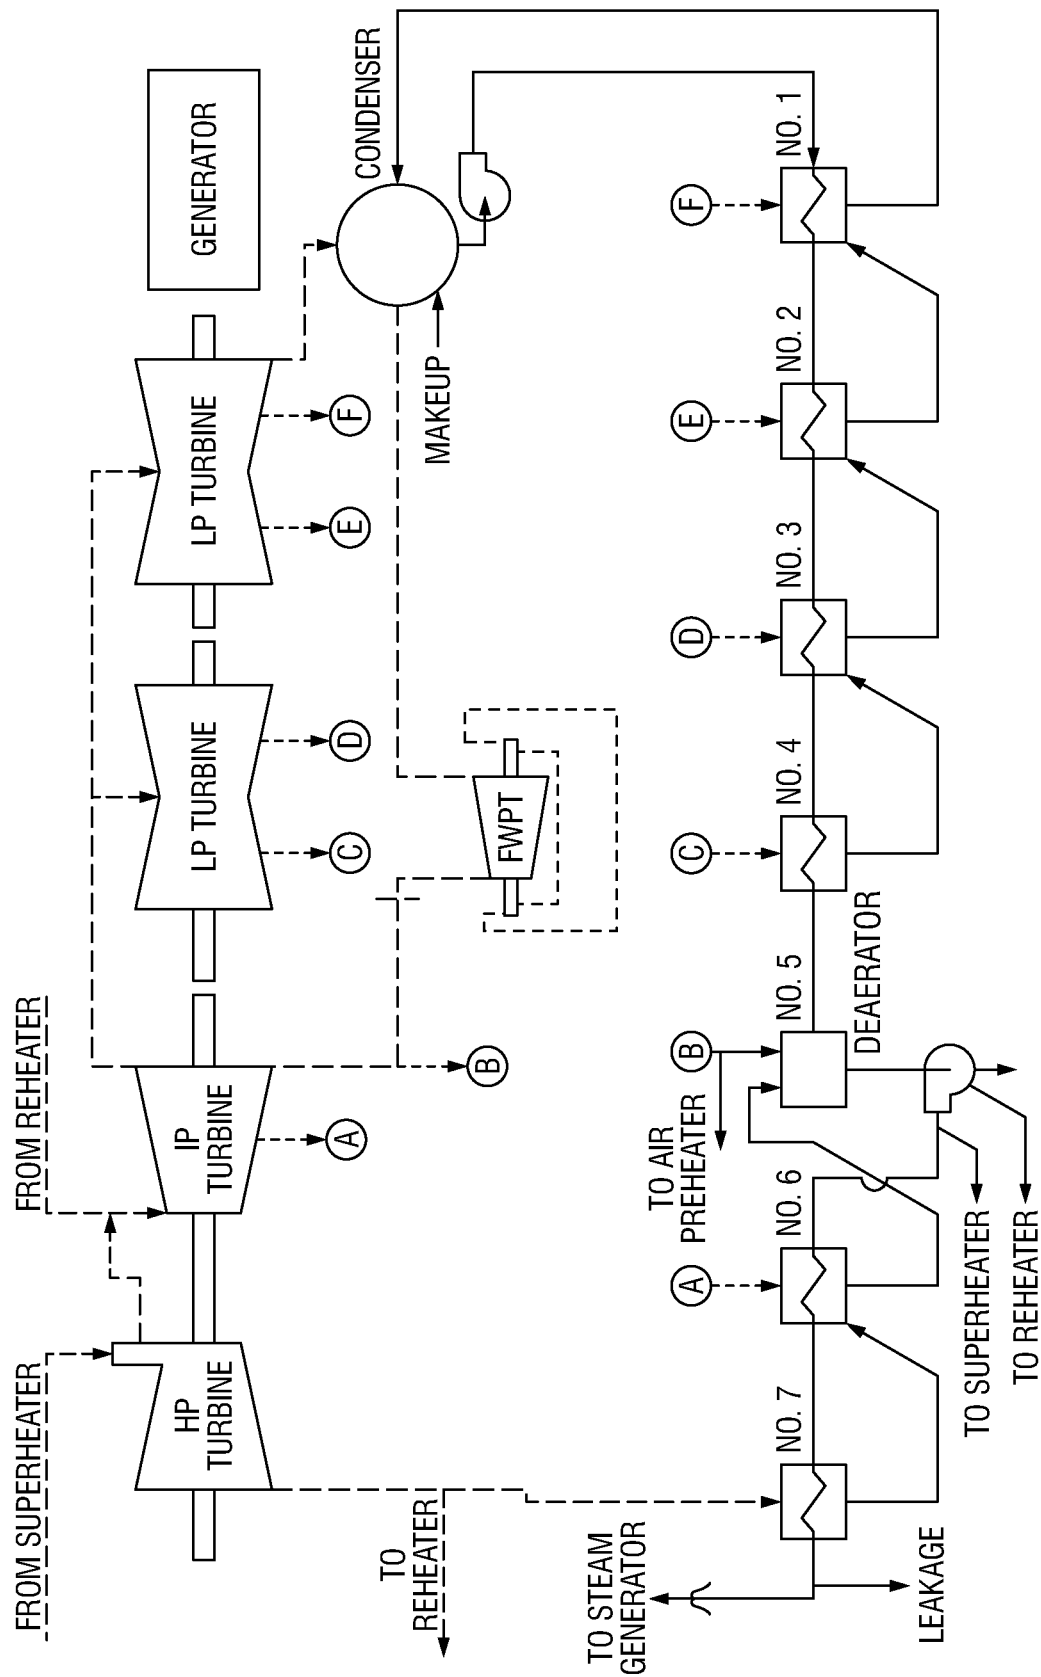 FROM SUPERHEATER
FROM REHEATER
HP
TURBINE
IP
TURBINE
LP TURBINE
LP TURBINE
GENERATOR
A
B
C
D
E
F
TO
REHEATER
FWPT
MAKEUP
CONDENSER
TO STEAM
GENERATOR
LEAKAGE
NO. 7
NO. 6
NO. 5
NO. 4
NO. 3
NO. 2
NO. 1
A
TO AIR
PREHEATER
B
C
D
E
F
DEAERATOR
TO SUPERHEATER
TO REHEATER